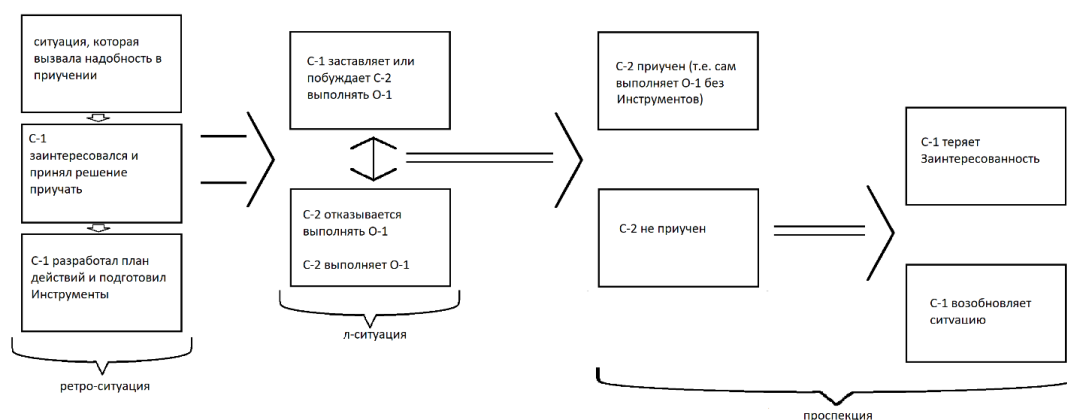 ситуация, которая
вызвала надобность в
приучении
С-1
заинтересовался и
принял решение
приучать
С-1 разработал план
действий и подготовил
Инструменты
ретро-ситуация
С-1 заставляет или
побуждает С-2
выполнять О-1
С-2 отказывается
выполнять О-1
С-2 выполняет О-1
л-ситуация
С-2 приучен (т.е. сам
выполняет О-1 без
Инструментов)
С-2 не приучен
С-1 теряет
Заинтересованность
С-1 возобновляет
ситуацию
проспекция